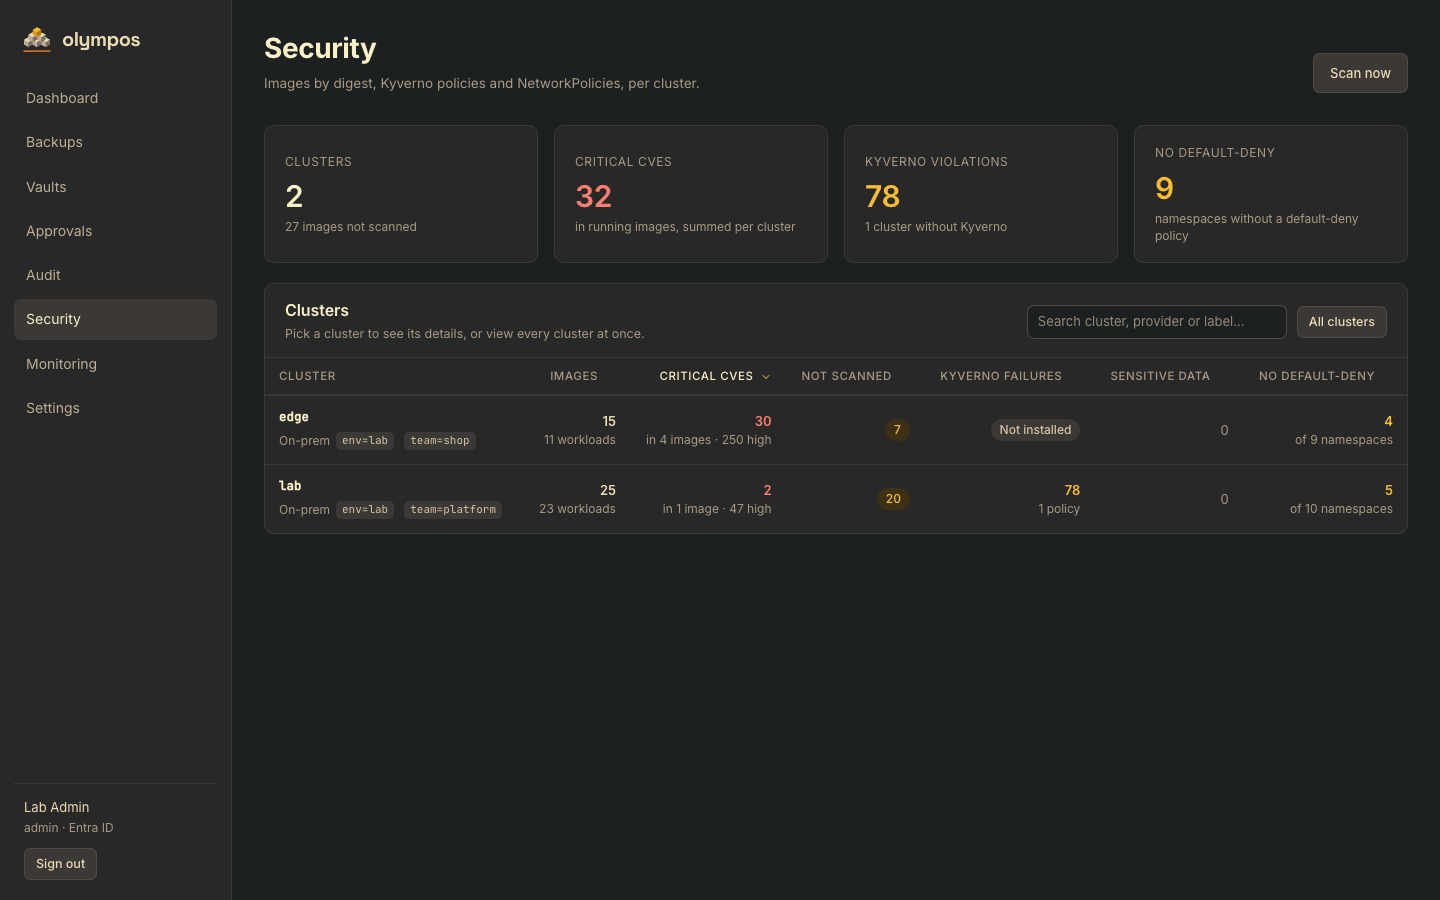 olympos
Dashboard
Backups
Vaults
Approvals
Audit
Security
Monitoring
Settings
Lab Admin
admin · Entra ID
Sign out
Security
Images by digest, Kyverno policies and NetworkPolicies, per cluster.
Scan now
CLUSTERS
2
27 images not scanned
CRITICAL CVES
32
in running images, summed per cluster
KYVERNO VIOLATIONS
78
1 cluster without Kyverno
NO DEFAULT-DENY
9
namespaces without a default-deny
policy
Clusters
Pick a cluster to see its details, or view every cluster at once.
Search cluster, provider or label...
All clusters
CLUSTER IMAGES CRITICAL CVES NOT SCANNED KYVERNO FAILURES SENSITIVE DATA NO DEFAULT-DENY
edge
On-prem env=lab team=shop
15
11 workloads
30
in 4 images · 250 high
7
Not installed
0
4
of 9 namespaces
lab
On-prem env=lab team=platform
25
23 workloads
2
in 1 image · 47 high
20
78
1 policy
0
5
of 10 namespaces